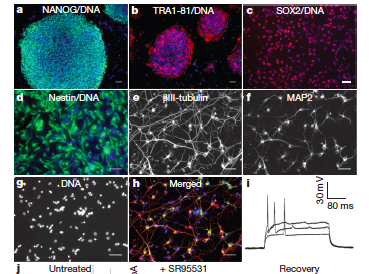 a NANOG/DNA
b TRA1-81/DNA
c SOX2/DNA
d Nestin/DNA
e βIII-tubulin
f MAP2
g DNA
h Merged
i
30 mV
80 ms
j Untreated
+ SR95531
Recovery